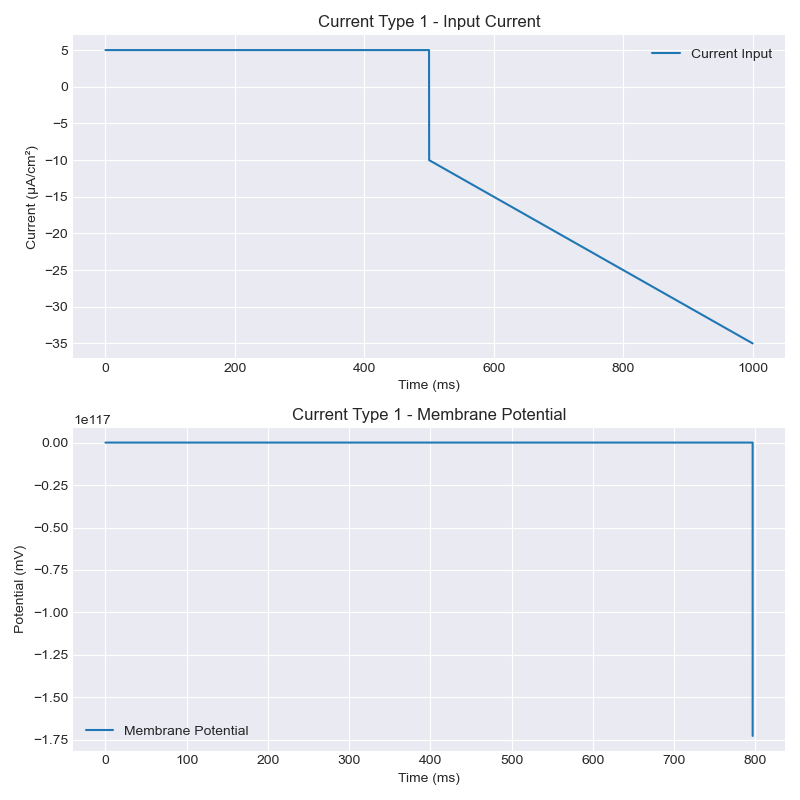 Current Type 1 - Input Current
Current Input
5
0
−5
−10
−15
−20
−25
−30
−35
Current (μA/cm²)
0 200 400 600 800 1000
Time (ms)
Current Type 1 - Membrane Potential
1e117
0.00
−0.25
−0.50
−0.75
−1.00
−1.25
−1.50
−1.75
Potential (mV)
Membrane Potential
0 100 200 300 400 500 600 700 800
Time (ms)